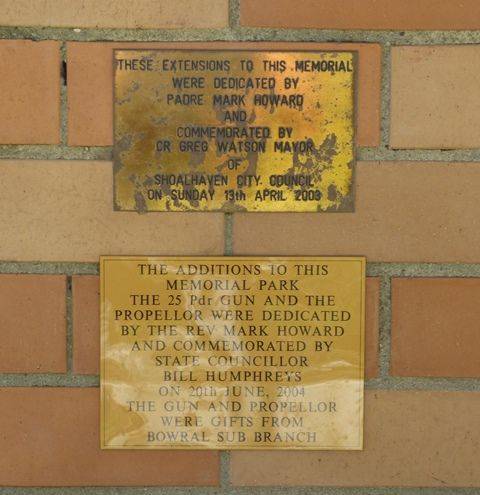 THESE EXTENSIONS TO THIS MEMORIAL
WERE DEDICATED BY
PADRE MARK HOWARD
AND
COMMEMORATED BY
CR GREG WATSON MAYOR
OF
SHOALHAVEN CITY COUNCIL
ON SUNDAY 13th APRIL 2003
THE ADDITIONS TO THIS
MEMORIAL PARK
THE 25 Pdr GUN AND THE
PROPELLOR WERE DEDICATED
BY THE REV MARK HOWARD
AND COMMEMORATED BY
STATE COUNCILLOR
BILL HUMPHREYS
ON 20th JUNE, 2004
THE GUN AND PROPELLOR
WERE GIFTS FROM
BOWRAL SUB BRANCH